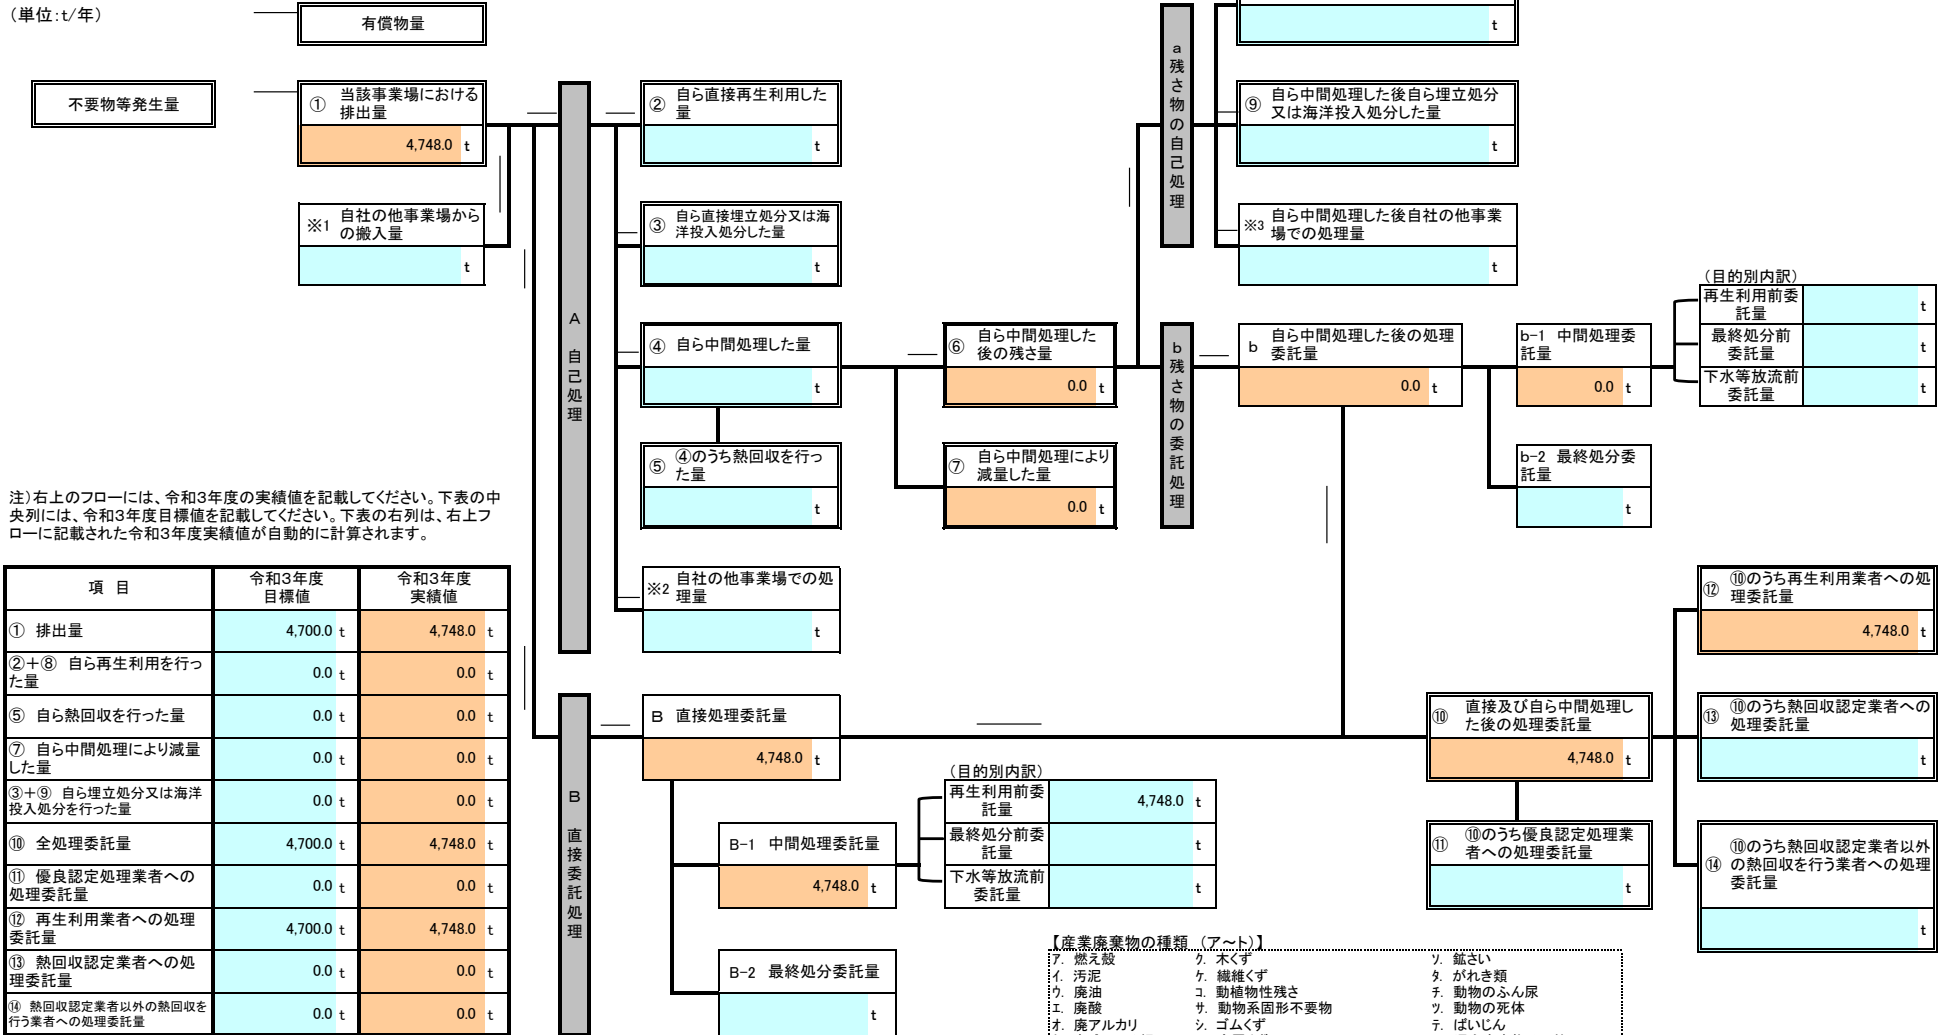 (単位:t/年)
有償物量
t
不要物等発生量
① 当該事業場における
排出量
4,748.0 t
※1 自社の他事業場から
の搬入量
t
A 自己処理
② 自ら直接再生利用した
量
t
③ 自ら直接埋立処分又は海
洋投入処分した量
t
④ 自ら中間処理した量
t
⑤ ④のうち熱回収を行っ
た量
t
※2 自社の他事業場での処
理量
t
⑥ 自ら中間処理した
後の残さ量
0.0 t
⑦ 自ら中間処理により
減量した量
0.0 t
a 残さ物の自己処理
⑨ 自ら中間処理した後自ら埋立処分
又は海洋投入処分した量
t
※3 自ら中間処理した後自社の他事業
場での処理量
t
b 残さ物の委託処理
b 自ら中間処理した後の処理
委託量
0.0 t
b-1 中間処理委
託量
0.0 t
b-2 最終処分委
託量
t
(目的別内訳)
再生利用前委
託量
t
最終処分前
委託量
t
下水等放流前
委託量
t
注)右上のフローには、令和3年度の実績値を記載してください。下表の中
央列には、令和3年度目標値を記載してください。下表の右列は、右上フ
ローに記載された令和3年度実績値が自動的に計算されます。
項 目 令和3年度 目標値 令和3年度 実績値
① 排出量 4,700.0 t 4,748.0 t
②+⑧ 自ら再生利用を行っ
た量 0.0 t 0.0 t
⑤ 自ら熱回収を行った量 0.0 t 0.0 t
⑦ 自ら中間処理により減量
した量 0.0 t 0.0 t
③+⑨ 自ら埋立処分又は海洋
投入処分を行った量 0.0 t 0.0 t
⑩ 全処理委託量 4,700.0 t 4,748.0 t
⑪ 優良認定処理業者への
処理委託量 0.0 t 0.0 t
⑫ 再生利用業者への処理
委託量 4,700.0 t 4,748.0 t
⑬ 熱回収認定業者への処
理委託量 0.0 t 0.0 t
⑭ 熱回収認定業者以外の熱回収を
行う業者への処理委託量 0.0 t 0.0 t
B 直接委託処理
B 直接処理委託量
4,748.0 t
B-1 中間処理委託量
4,748.0 t
B-2 最終処分委託量
t
(目的別内訳)
再生利用前委
託量
4,748.0 t
最終処分前委
託量
t
下水等放流前
委託量
t
⑩ 直接及び自ら中間処理し
た後の処理委託量
4,748.0 t
⑪ ⑩のうち優良認定処理業
者への処理委託量
t
⑫ ⑩のうち再生利用業者への処
理委託量
4,748.0 t
⑬ ⑩のうち熱回収認定業者への
処理委託量
t
⑭ ⑩のうち熱回収認定業者以外
の熱回収を行う業者への処理
委託量
t
【産業廃棄物の種類 (ア～ト)】
ア. 燃え殻 ク. 木くず ソ. 鉱さい
イ. 汚泥 ケ. 繊維くず タ. がれき類
ウ. 廃油 コ. 動植物性残さ チ. 動物のふん尿
エ. 廃酸 サ. 動物系固形不要物 ツ. 動物の死体
オ. 廃アルカリ シ. ゴムくず テ. ばいじん